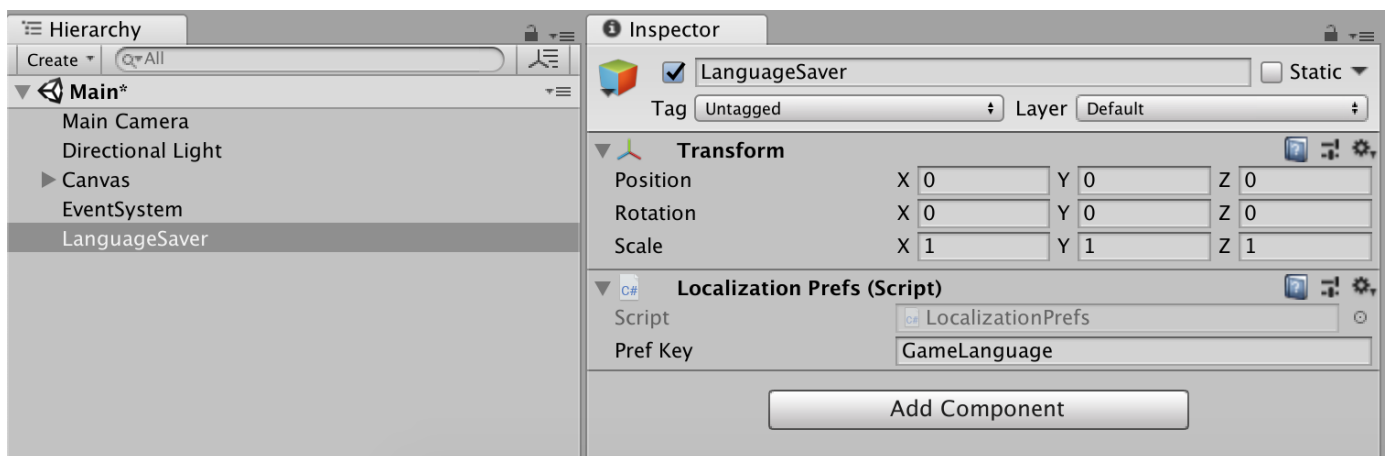 Hierarchy
Create All
Main*
Main Camera
Directional Light
Canvas
EventSystem
LanguageSaver
Inspector
LanguageSaver Static
Tag Untagged Layer Default
Transform
Position X 0 Y 0 Z 0
Rotation X 0 Y 0 Z 0
Scale X 1 Y 1 Z 1
C# Localization Prefs (Script)
Script C# LocalizationPrefs
Pref Key GameLanguage
Add Component